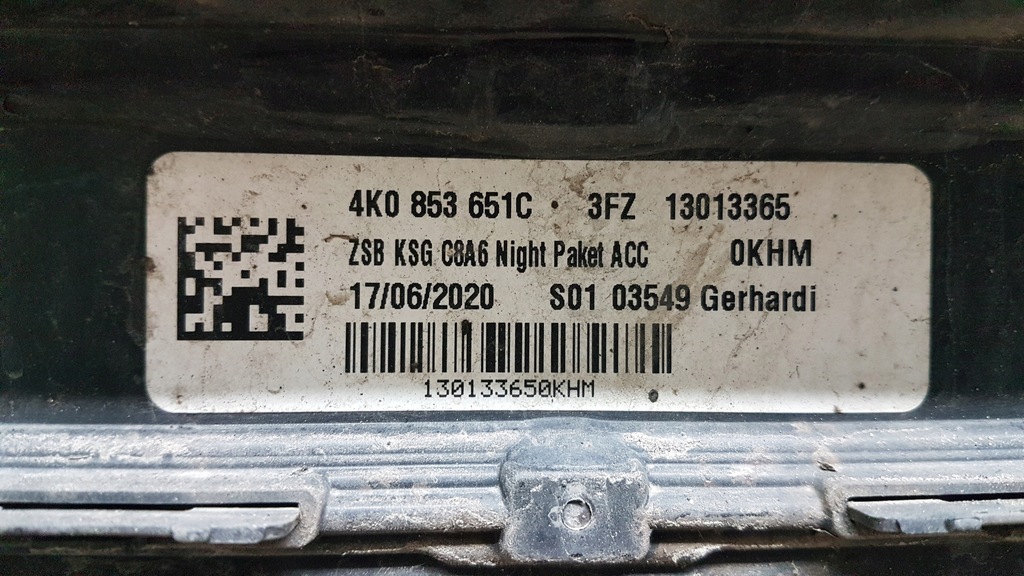 4K0 853 651C · 3FZ 13013365
ZSB KSG C8A6 Night Paket ACC 0KHM
17/06/2020 S01 03549 Gerhardi
130133650KHM